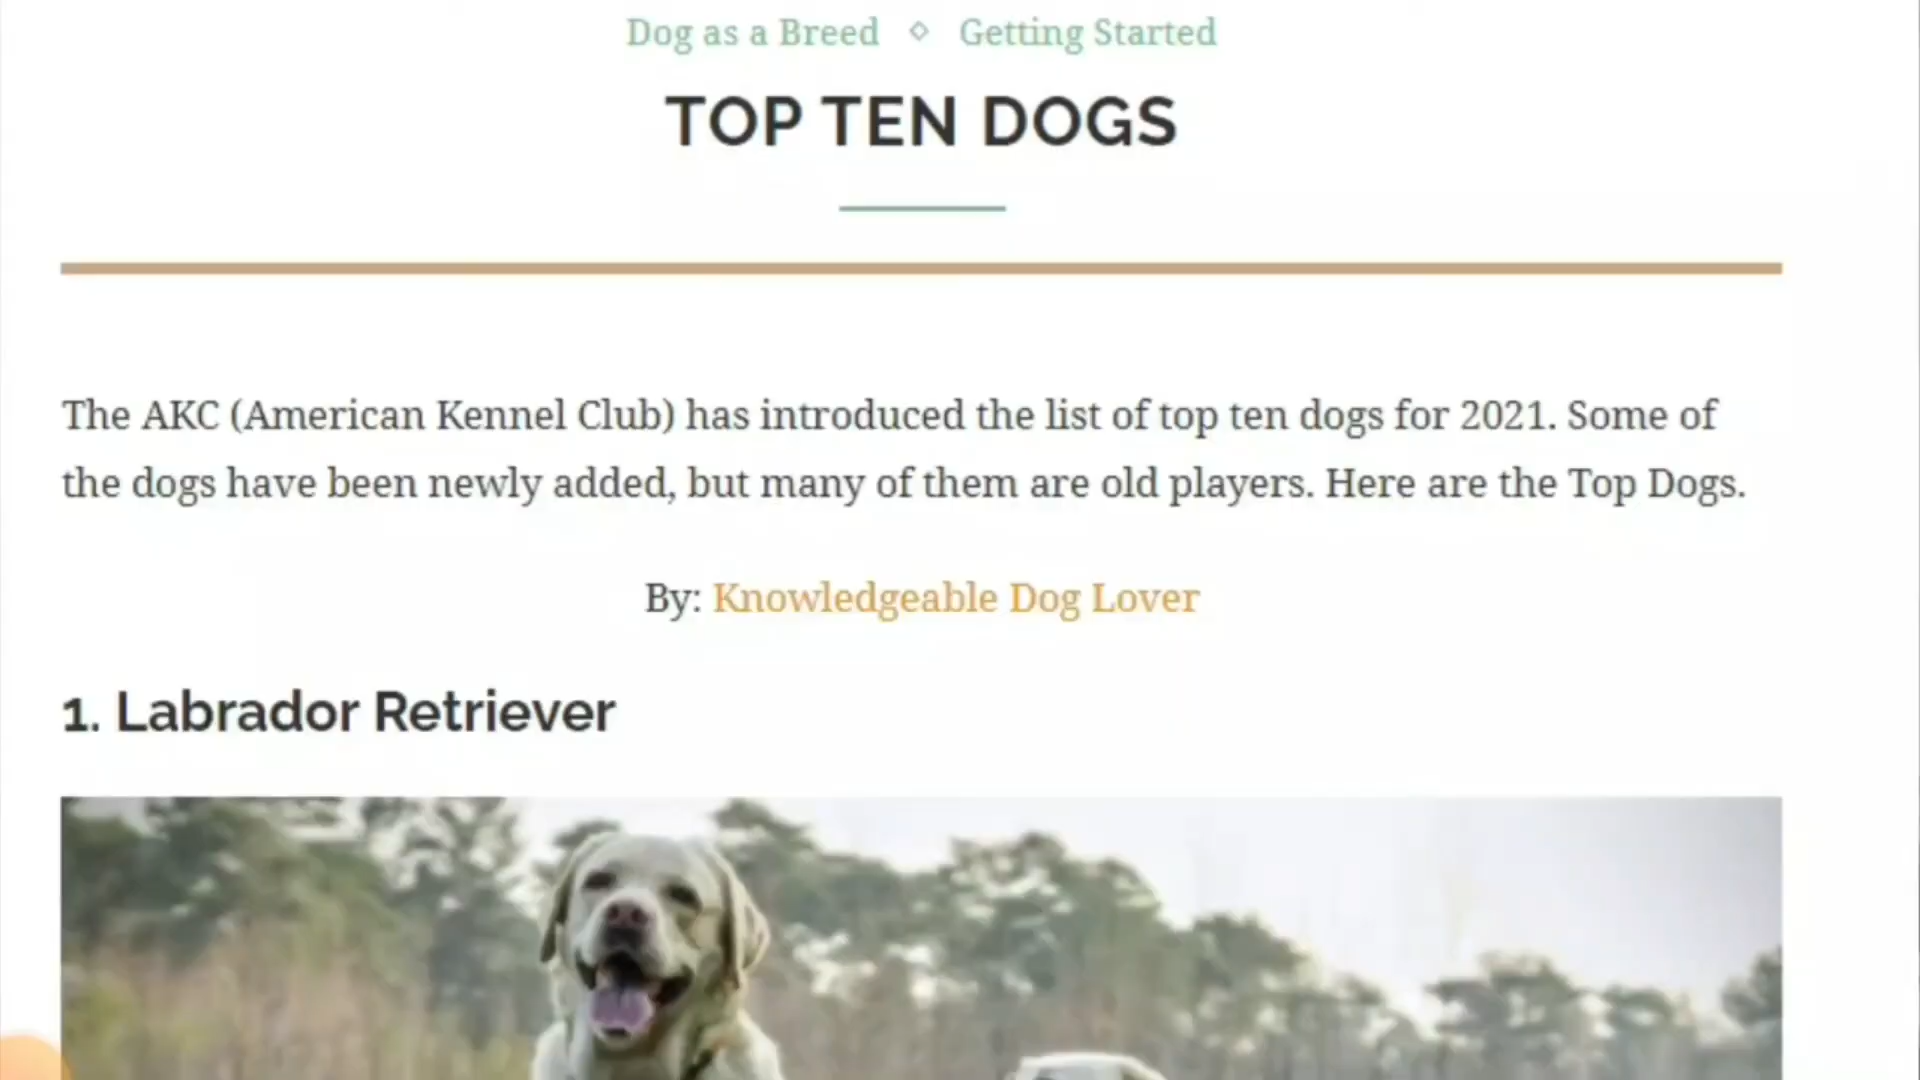 Dog as a Breed ◇ Getting Started
TOP TEN DOGS
The AKC (American Kennel Club) has introduced the list of top ten dogs for 2021. Some of
the dogs have been newly added, but many of them are old players. Here are the Top Dogs.
By: Knowledgeable Dog Lover
1. Labrador Retriever